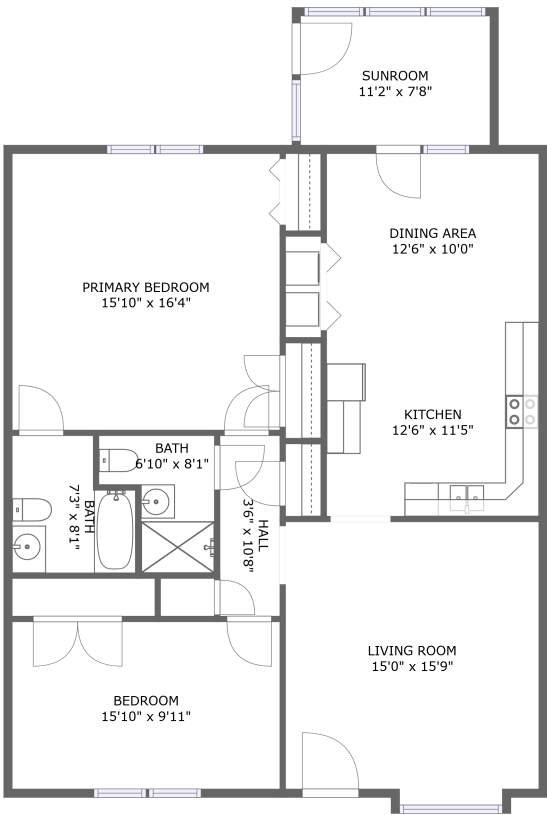 SUNROOM
11'2" x 7'8"
DINING AREA
12'6" x 10'0"
PRIMARY BEDROOM
15'10" x 16'4"
KITCHEN
12'6" x 11'5"
BATH
6'10" x 8'1"
BATH
7'3" x 8'1"
HALL
3'6" x 10'8"
LIVING ROOM
15'0" x 15'9"
BEDROOM
15'10" x 9'11"